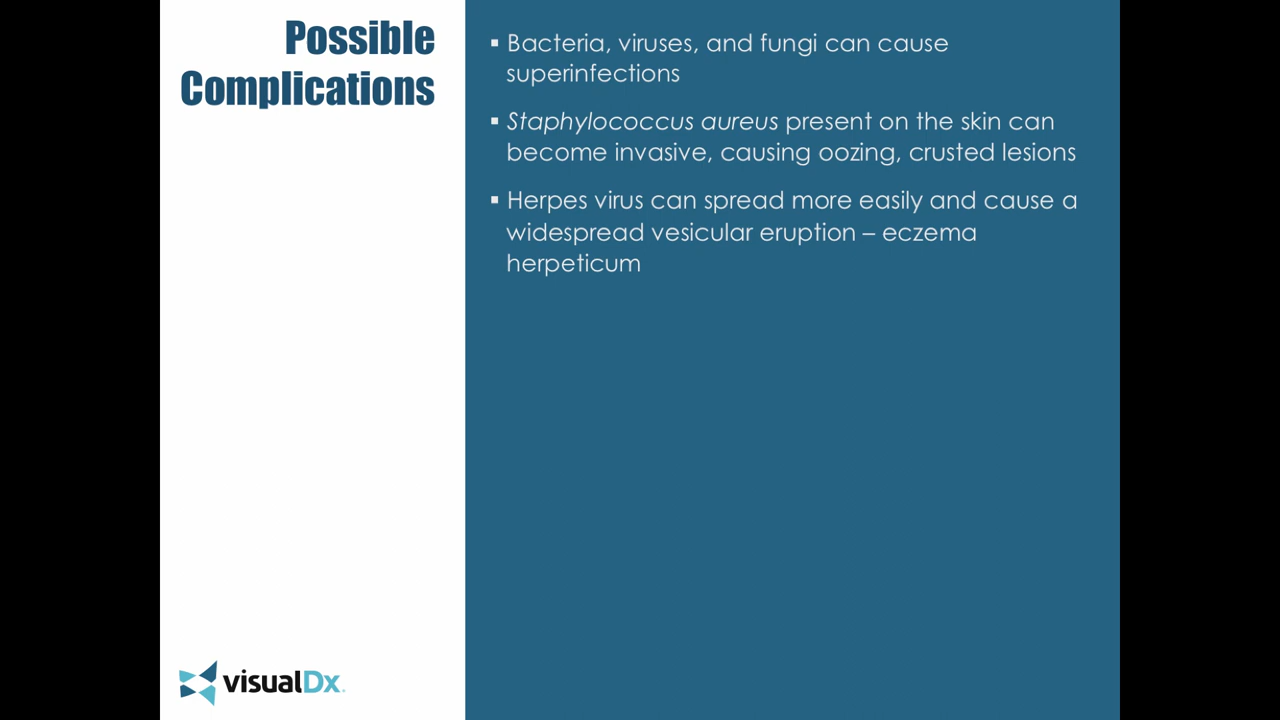 Possible
Complications
▪ Bacteria, viruses, and fungi can cause
superinfections
▪ Staphylococcus aureus present on the skin can
become invasive, causing oozing, crusted lesions
▪ Herpes virus can spread more easily and cause a
widespread vesicular eruption – eczema
herpeticum
visualDx